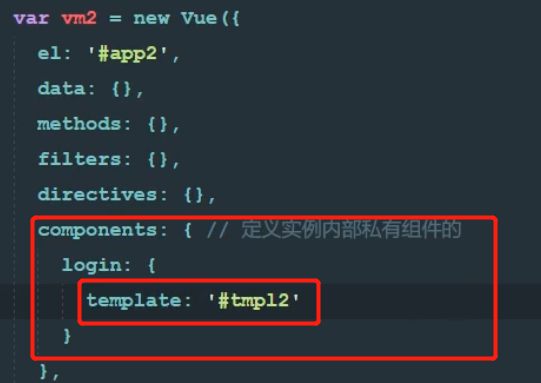 var vm2 = new Vue({
el: '#app2',
data: {},
methods: {},
filters: {},
directives: {},
components: { // 定义实例内部私有组件的
login: {
template: '#tmpl2'
}
},